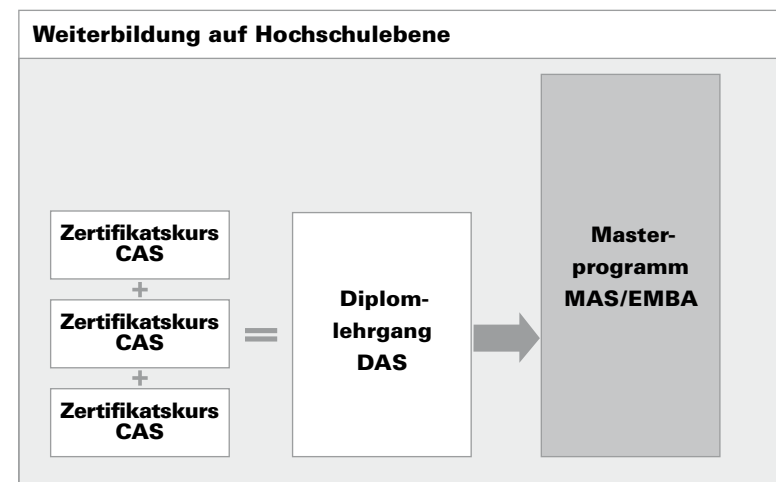 Weiterbildung auf Hochschulebene
Zertifikatskurs
CAS
+
Zertifikatskurs
CAS
+
Zertifikatskurs
CAS
=
Diplom-
lehrgang
DAS
Master-
programm
MAS/EMBA